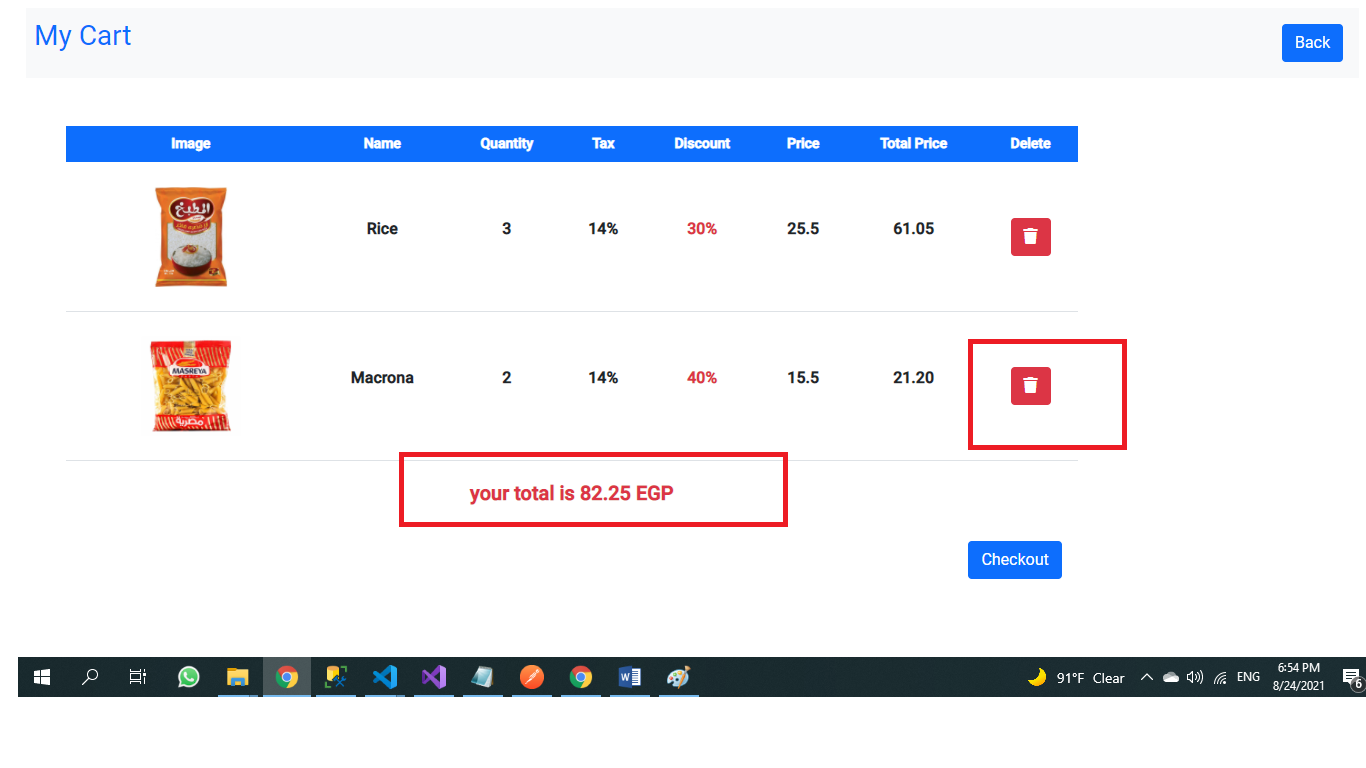 My Cart
Back
Image Name Quantity Tax Discount Price Total Price Delete
المطبخ
Rice 3 14% 30% 25.5 61.05
MASREYA
Macrona 2 14% 40% 15.5 21.20
مصرية
your total is 82.25 EGP
Checkout
91°F Clear ENG 6:54 PM
8/24/2021
6